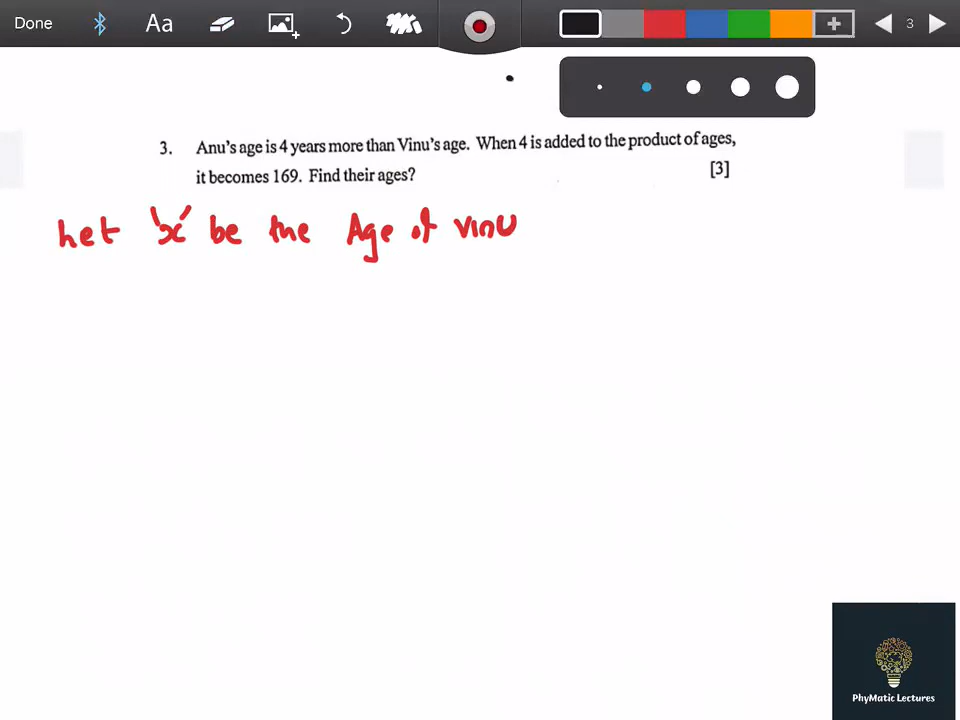 Done Aa 3
3. Anu's age is 4 years more than Vinu's age. When 4 is added to the product of ages,
it becomes 169. Find their ages? [3]
Let 'x' be the Age of vinu
PhyMatic Lectures